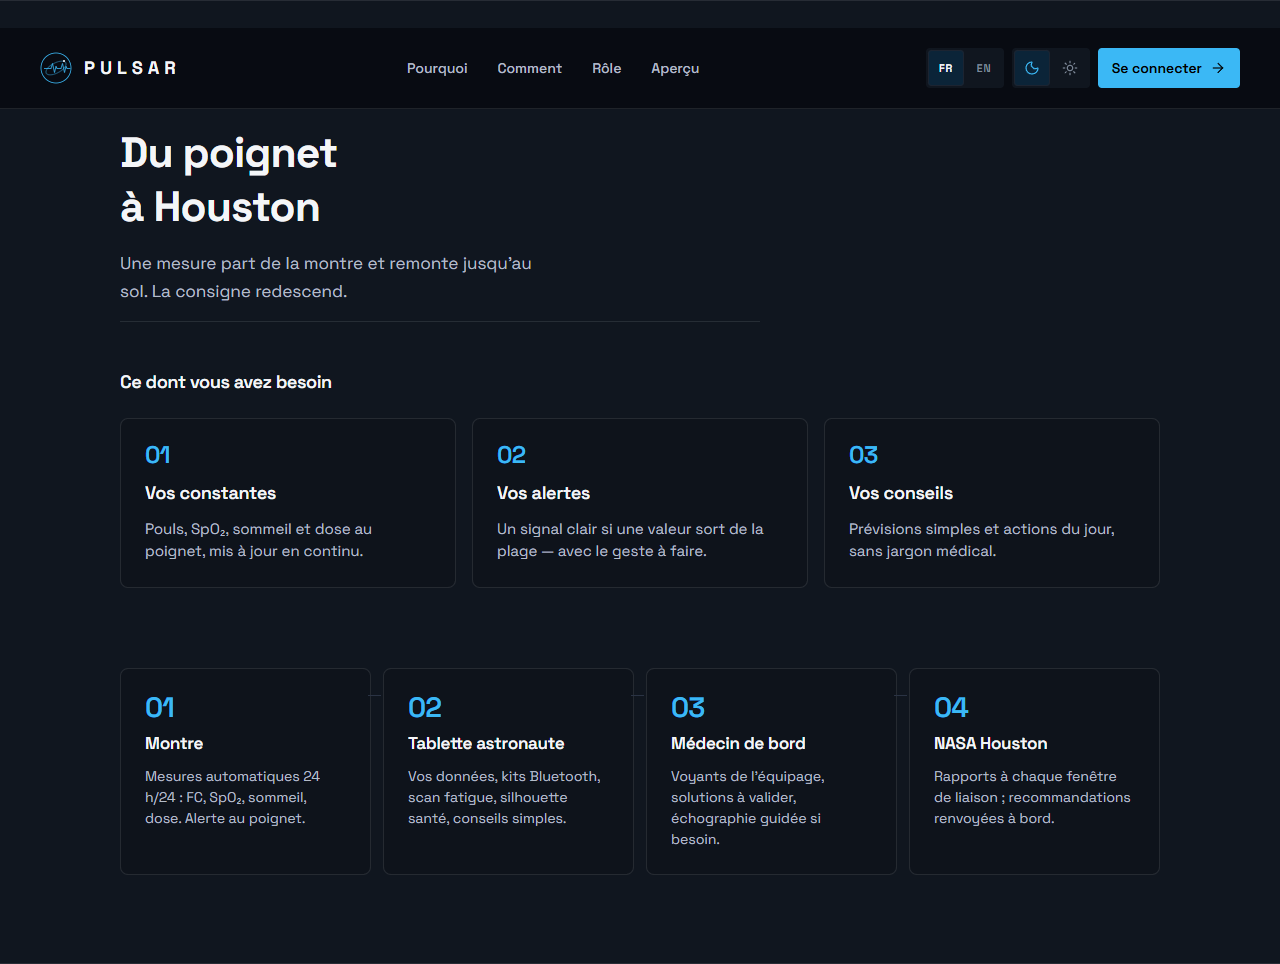 PULSAR
Pourquoi
Comment
Rôle
Aperçu
FR
EN
Se connecter
Du poignet
à Houston
Une mesure part de la montre et remonte jusqu'au
sol. La consigne redescend.
Ce dont vous avez besoin
01
Vos constantes
Pouls, SpO₂, sommeil et dose au
poignet, mis à jour en continu.
02
Vos alertes
Un signal clair si une valeur sort de la
plage — avec le geste à faire.
03
Vos conseils
Prévisions simples et actions du jour,
sans jargon médical.
01
Montre
Mesures automatiques 24
h/24 : FC, SpO₂, sommeil,
dose. Alerte au poignet.
02
Tablette astronaute
Vos données, kits Bluetooth,
scan fatigue, silhouette
santé, conseils simples.
03
Médecin de bord
Voyants de l'équipage,
solutions à valider,
échographie guidée si
besoin.
04
NASA Houston
Rapports à chaque fenêtre
de liaison ; recommandations
renvoyées à bord.